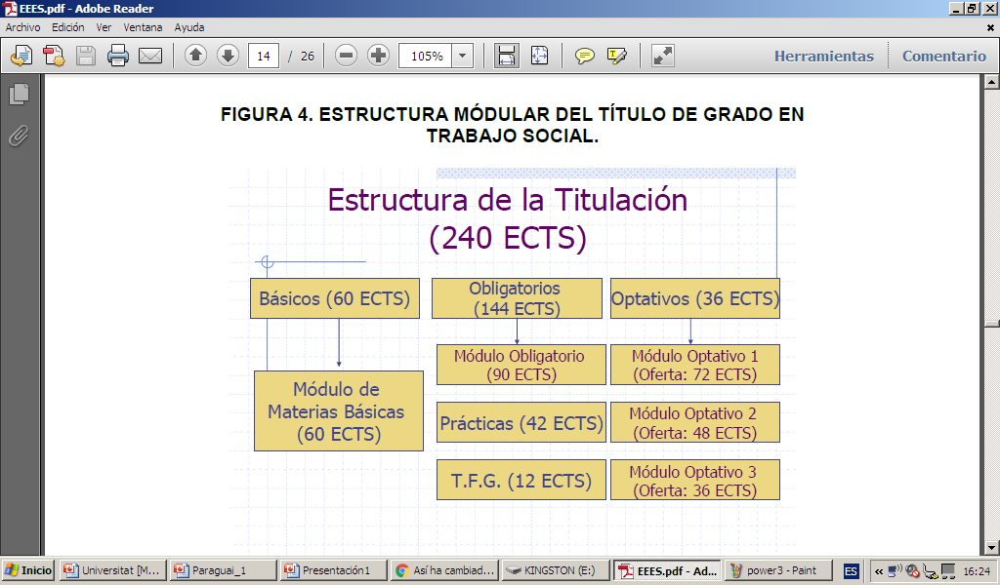 EEES.pdf - Adobe Reader
Archivo Edición Ver Ventana Ayuda
14 / 26 105% Herramientas Comentario
FIGURA 4. ESTRUCTURA MÓDULAR DEL TÍTULO DE GRADO EN
TRABAJO SOCIAL.
Estructura de la Titulación
(240 ECTS)
Básicos (60 ECTS)
Obligatorios
(144 ECTS)
Optativos (36 ECTS)
Módulo de
Materias Básicas
(60 ECTS)
Módulo Obligatorio
(90 ECTS)
Prácticas (42 ECTS)
T.F.G. (12 ECTS)
Módulo Optativo 1
(Oferta: 72 ECTS)
Módulo Optativo 2
(Oferta: 48 ECTS)
Módulo Optativo 3
(Oferta: 36 ECTS)
Inicio Universitat [M... Paraguai_1 Presentación1 Así ha cambiad... KINGSTON (E:) EEES.pdf - Ad... power3 - Paint ES 16:24